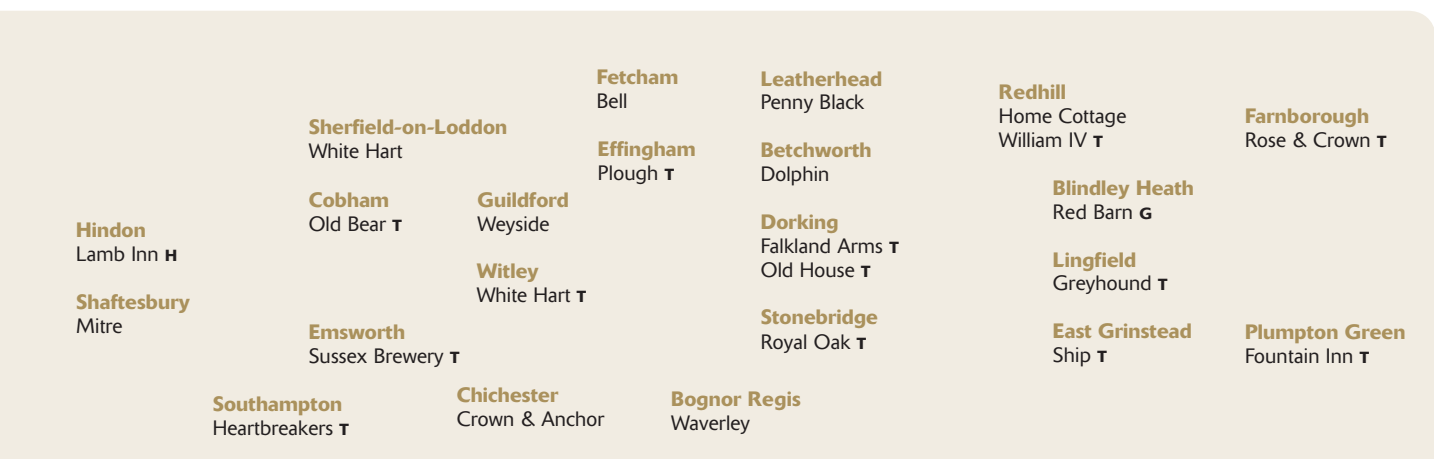 Hindon
Lamb Inn H
Shaftesbury
Mitre
Sherfield-on-Loddon
White Hart
Cobham
Old Bear T
Emsworth
Sussex Brewery T
Southampton
Heartbreakers T
Guildford
Weyside
Witley
White Hart T
Chichester
Crown & Anchor
Fetcham
Bell
Effingham
Plough T
Leatherhead
Penny Black
Betchworth
Dolphin
Dorking
Falkland Arms T
Old House T
Stonebridge
Royal Oak T
Bognor Regis
Waverley
Redhill
Home Cottage
William IV T
Blindley Heath
Red Barn G
Lingfield
Greyhound T
East Grinstead
Ship T
Farnborough
Rose & Crown T
Plumpton Green
Fountain Inn T